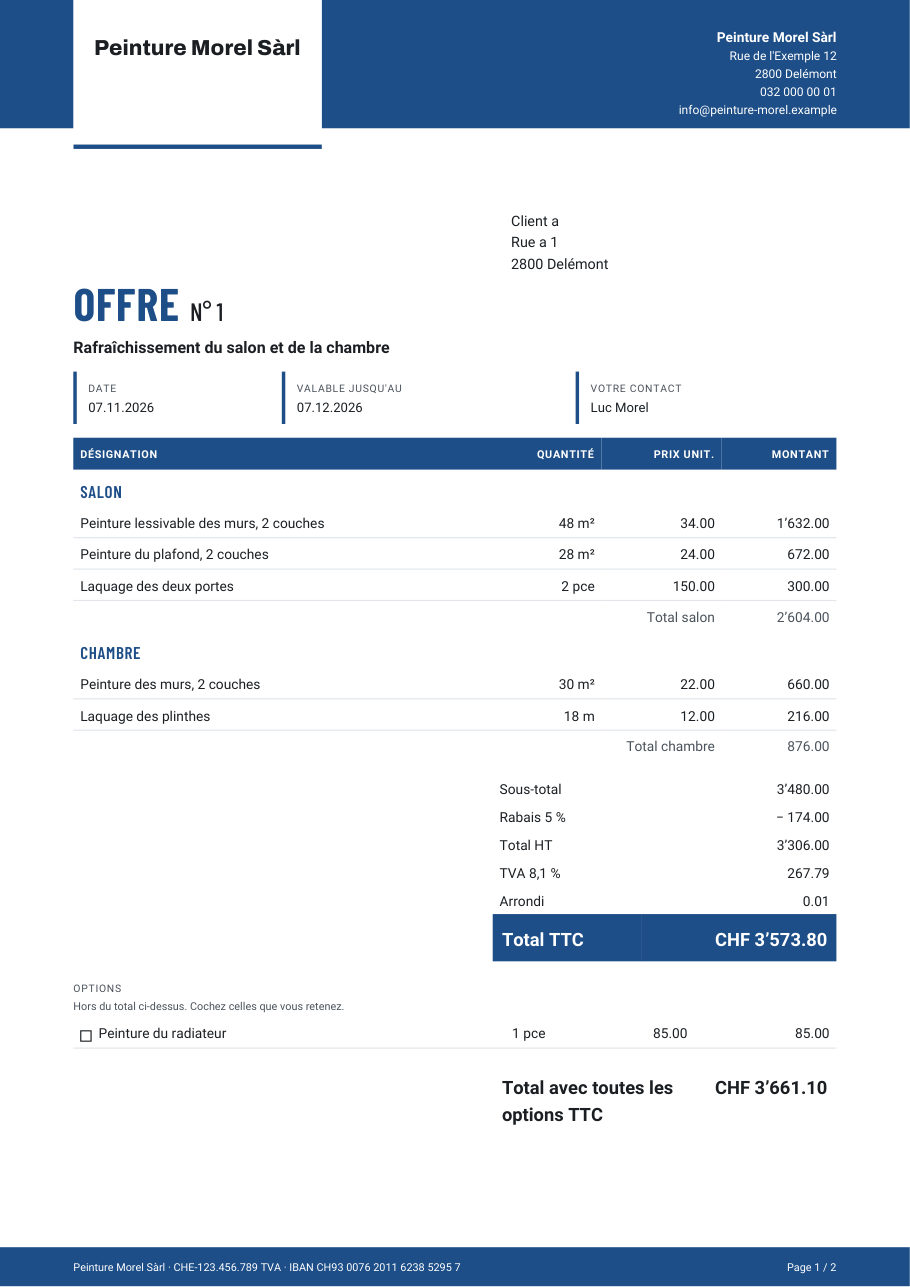 Peinture Morel Sàrl
Peinture Morel Sàrl
Rue de l'Exemple 12
2800 Delémont
032 000 00 01
info@peinture-morel.example
Client a
Rue a 1
2800 Delémont
OFFRE N° 1
Rafraîchissement du salon et de la chambre
DATE VALABLE JUSQU'AU VOTRE CONTACT
07.11.2026 07.12.2026 Luc Morel
DÉSIGNATION QUANTITÉ PRIX UNIT. MONTANT
SALON
Peinture lessivable des murs, 2 couches 48 m² 34.00 1’632.00
Peinture du plafond, 2 couches 28 m² 24.00 672.00
Laquage des deux portes 2 pce 150.00 300.00
Total salon 2’604.00
CHAMBRE
Peinture des murs, 2 couches 30 m² 22.00 660.00
Laquage des plinthes 18 m 12.00 216.00
Total chambre 876.00
Sous-total 3’480.00
Rabais 5 % − 174.00
Total HT 3’306.00
TVA 8,1 % 267.79
Arrondi 0.01
Total TTC CHF 3’573.80
OPTIONS
Hors du total ci-dessus. Cochez celles que vous retenez.
Peinture du radiateur 1 pce 85.00 85.00
Total avec toutes les CHF 3’661.10
options TTC
Peinture Morel Sàrl · CHE-123.456.789 TVA · IBAN CH93 0076 2011 6238 5295 7 Page 1 / 2